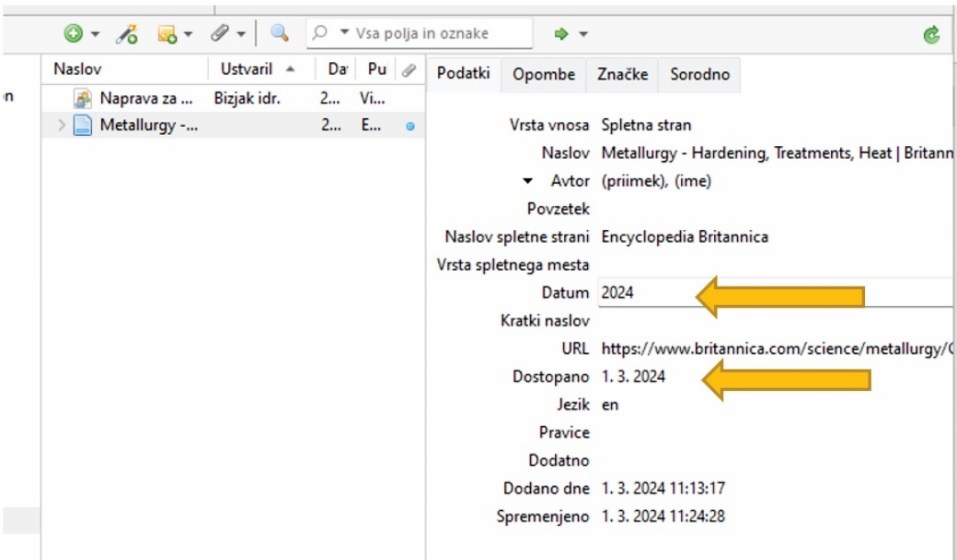 Vsa polja in oznake
on
Naslov Ustvaril Da Pu
Naprava za ... Bizjak idr. 2... Vi...
Metallurgy -... 2... E...
Podatki Opombe Značke Sorodno
Vrsta vnosa Spletna stran
Naslov Metallurgy - Hardening, Treatments, Heat | Britann
Avtor (priimek), (ime)
Povzetek
Naslov spletne strani Encyclopedia Britannica
Vrsta spletnega mesta
Datum 2024
Kratki naslov
URL https://www.britannica.com/science/metallurgy/
Dostopano 1. 3. 2024
Jezik en
Pravice
Dodatno
Dodano dne 1. 3. 2024 11:13:17
Spremenjeno 1. 3. 2024 11:24:28